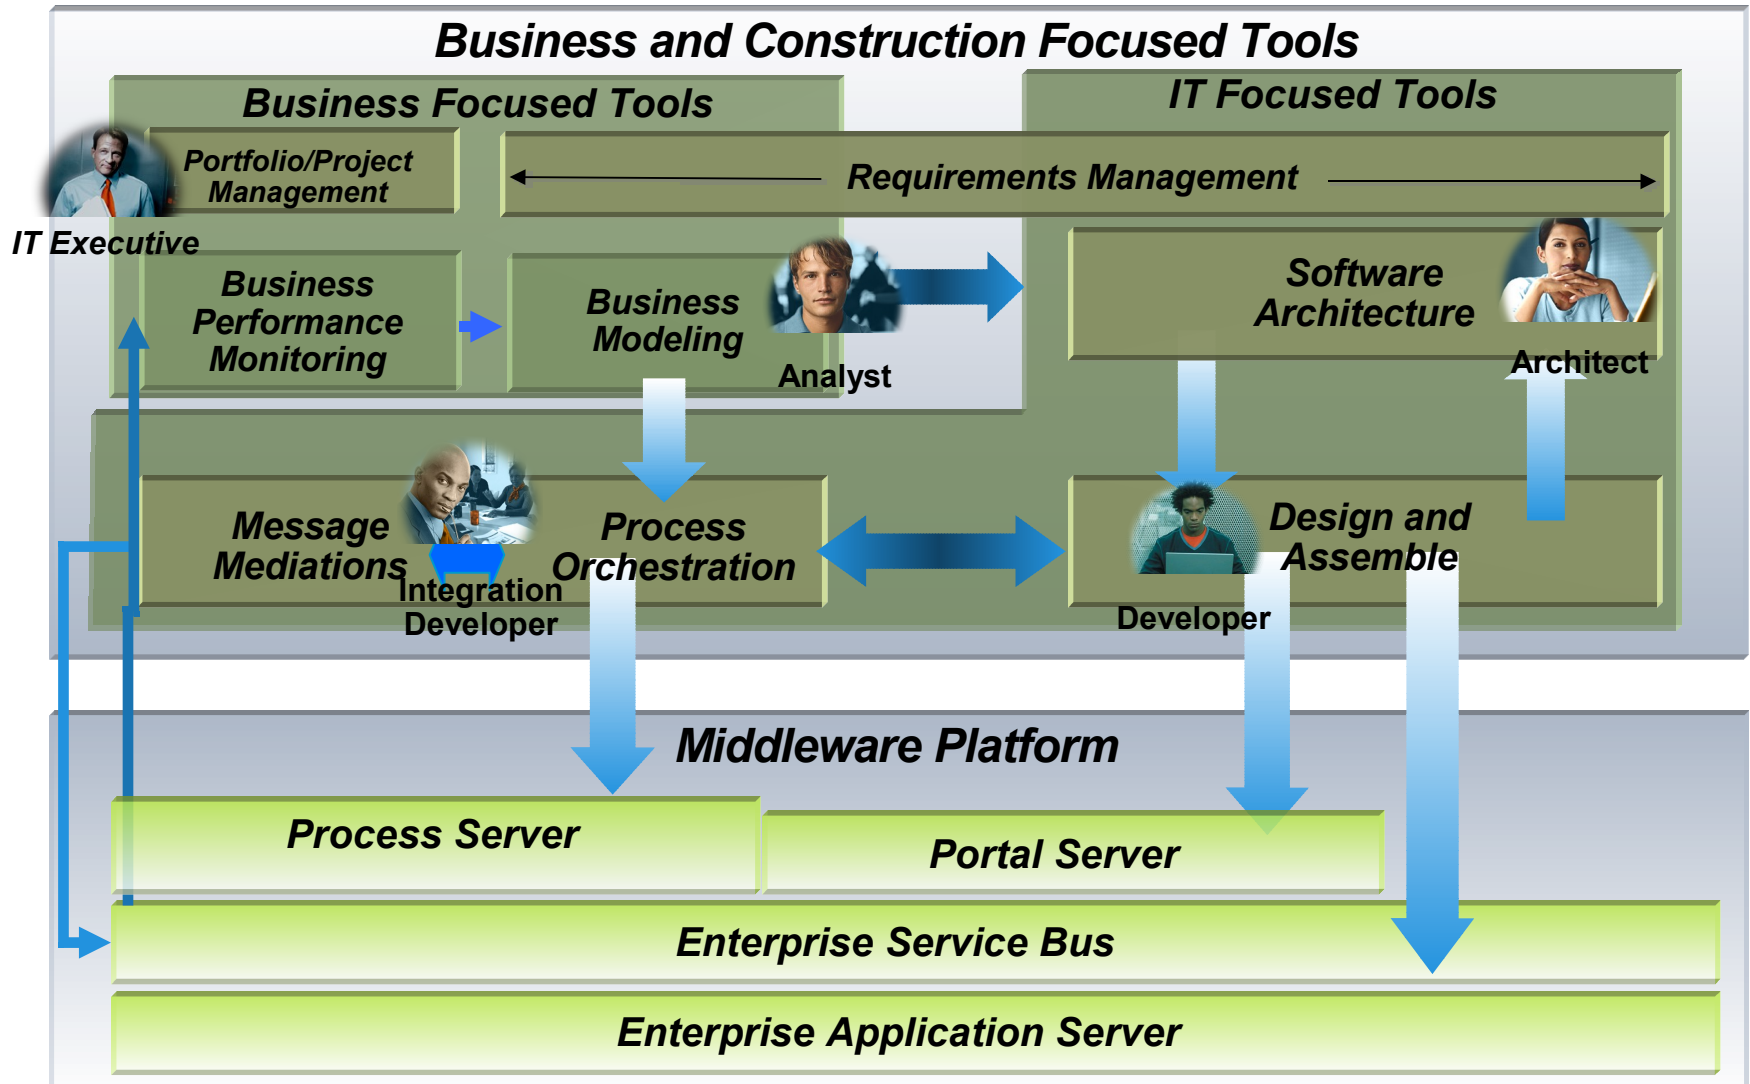 Business and Construction Focused Tools
Business Focused Tools
IT Focused Tools
Portfolio/Project
Management
Requirements Management
IT Executive
Business
Performance
Monitoring
Business
Modeling
Analyst
Software
Architecture
Architect
Message
Mediations
Integration
Developer
Process
Orchestration
Design and
Assemble
Developer
Middleware Platform
Process Server
Portal Server
Enterprise Service Bus
Enterprise Application Server